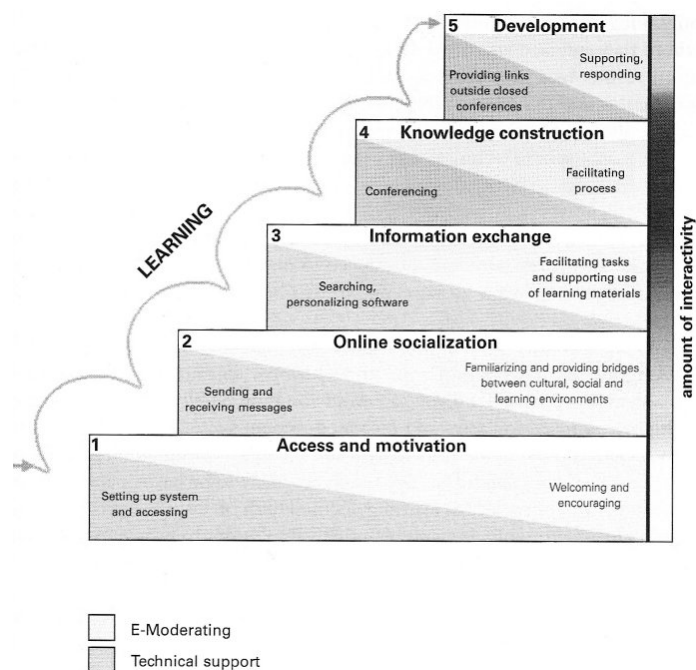 5 Development
Supporting,
responding
Providing links
outside closed
conferences
4 Knowledge construction
Facilitating
process
Conferencing
LEARNING
3 Information exchange
Facilitating tasks
and supporting use
of learning materials
Searching,
personalizing software
2 Online socialization
Familiarizing and providing bridges
between cultural, social and
learning environments
Sending and
receiving messages
1 Access and motivation
Welcoming and
encouraging
Setting up system
and accessing
amount of interactivity
E-Moderating
Technical support